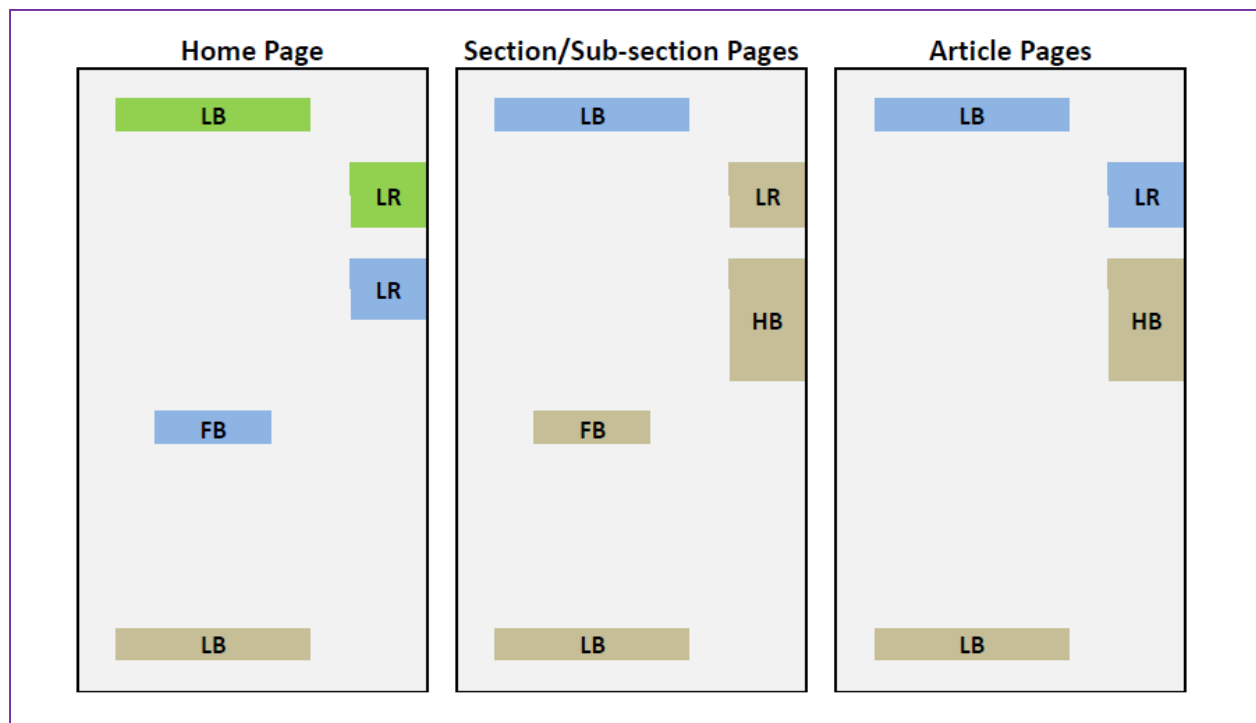 Home Page
LB
LR
LR
FB
LB
Section/Sub-section Pages
LB
LR
HB
FB
LB
Article Pages
LB
LR
HB
LB